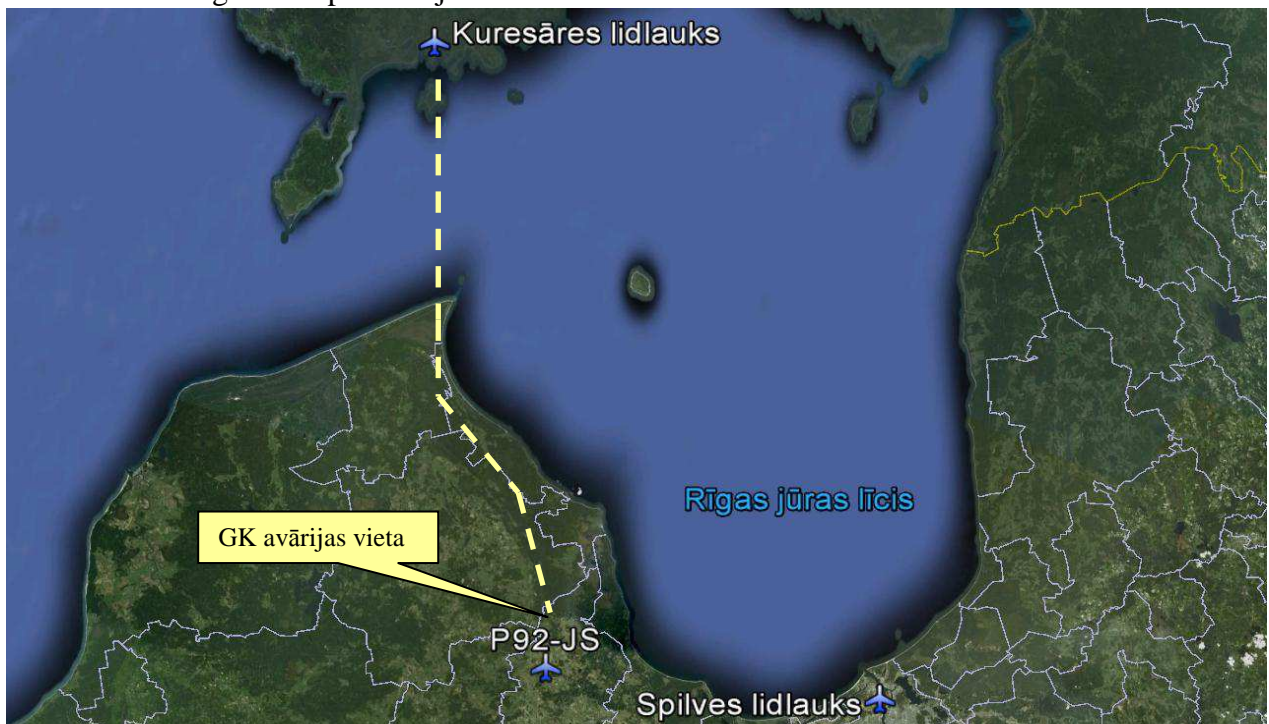 Kuresāres lidlauks
Rīgas jūras līcis
GK avārijas vieta
P92-JS
Spilves lidlauks